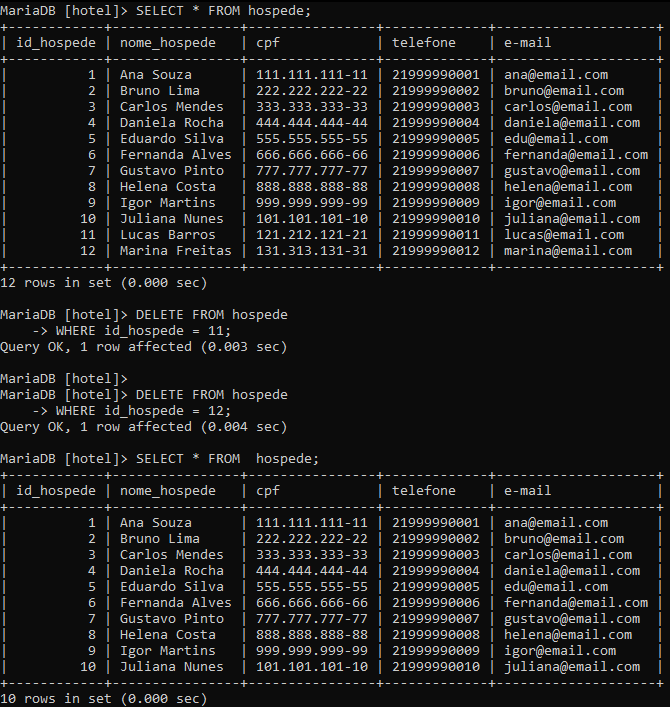 MariaDB [hotel]> SELECT * FROM hospede;
+------------+-----------------+----------------+-------------+--------------------+
| id_hospede | nome_hospede    | cpf            | telefone    | e-mail             |
+------------+-----------------+----------------+-------------+--------------------+
|          1 | Ana Souza       | 111.111.111-11 | 21999990001 | ana@email.com      |
|          2 | Bruno Lima      | 222.222.222-22 | 21999990002 | bruno@email.com    |
|          3 | Carlos Mendes   | 333.333.333-33 | 21999990003 | carlos@email.com   |
|          4 | Daniela Rocha   | 444.444.444-44 | 21999990004 | daniela@email.com  |
|          5 | Eduardo Silva   | 555.555.555-55 | 21999990005 | edu@email.com      |
|          6 | Fernanda Alves  | 666.666.666-66 | 21999990006 | fernanda@email.com |
|          7 | Gustavo Pinto   | 777.777.777-77 | 21999990007 | gustavo@email.com  |
|          8 | Helena Costa    | 888.888.888-88 | 21999990008 | helena@email.com   |
|          9 | Igor Martins    | 999.999.999-99 | 21999990009 | igor@email.com     |
|         10 | Juliana Nunes   | 101.101.101-10 | 21999990010 | juliana@email.com  |
|         11 | Lucas Barros    | 121.212.121-21 | 21999990011 | lucas@email.com    |
|         12 | Marina Freitas  | 131.313.131-31 | 21999990012 | marina@email.com   |
+------------+-----------------+----------------+-------------+--------------------+
12 rows in set (0.000 sec)
MariaDB [hotel]> DELETE FROM hospede
    -> WHERE id_hospede = 11;
Query OK, 1 row affected (0.003 sec)
MariaDB [hotel]>
MariaDB [hotel]> DELETE FROM hospede
    -> WHERE id_hospede = 12;
Query OK, 1 row affected (0.004 sec)
MariaDB [hotel]> SELECT * FROM  hospede;
+------------+-----------------+----------------+-------------+--------------------+
| id_hospede | nome_hospede    | cpf            | telefone    | e-mail             |
+------------+-----------------+----------------+-------------+--------------------+
|          1 | Ana Souza       | 111.111.111-11 | 21999990001 | ana@email.com      |
|          2 | Bruno Lima      | 222.222.222-22 | 21999990002 | bruno@email.com    |
|          3 | Carlos Mendes   | 333.333.333-33 | 21999990003 | carlos@email.com   |
|          4 | Daniela Rocha   | 444.444.444-44 | 21999990004 | daniela@email.com  |
|          5 | Eduardo Silva   | 555.555.555-55 | 21999990005 | edu@email.com      |
|          6 | Fernanda Alves  | 666.666.666-66 | 21999990006 | fernanda@email.com |
|          7 | Gustavo Pinto   | 777.777.777-77 | 21999990007 | gustavo@email.com  |
|          8 | Helena Costa    | 888.888.888-88 | 21999990008 | helena@email.com   |
|          9 | Igor Martins    | 999.999.999-99 | 21999990009 | igor@email.com     |
|         10 | Juliana Nunes   | 101.101.101-10 | 21999990010 | juliana@email.com  |
+------------+-----------------+----------------+-------------+--------------------+
10 rows in set (0.000 sec)